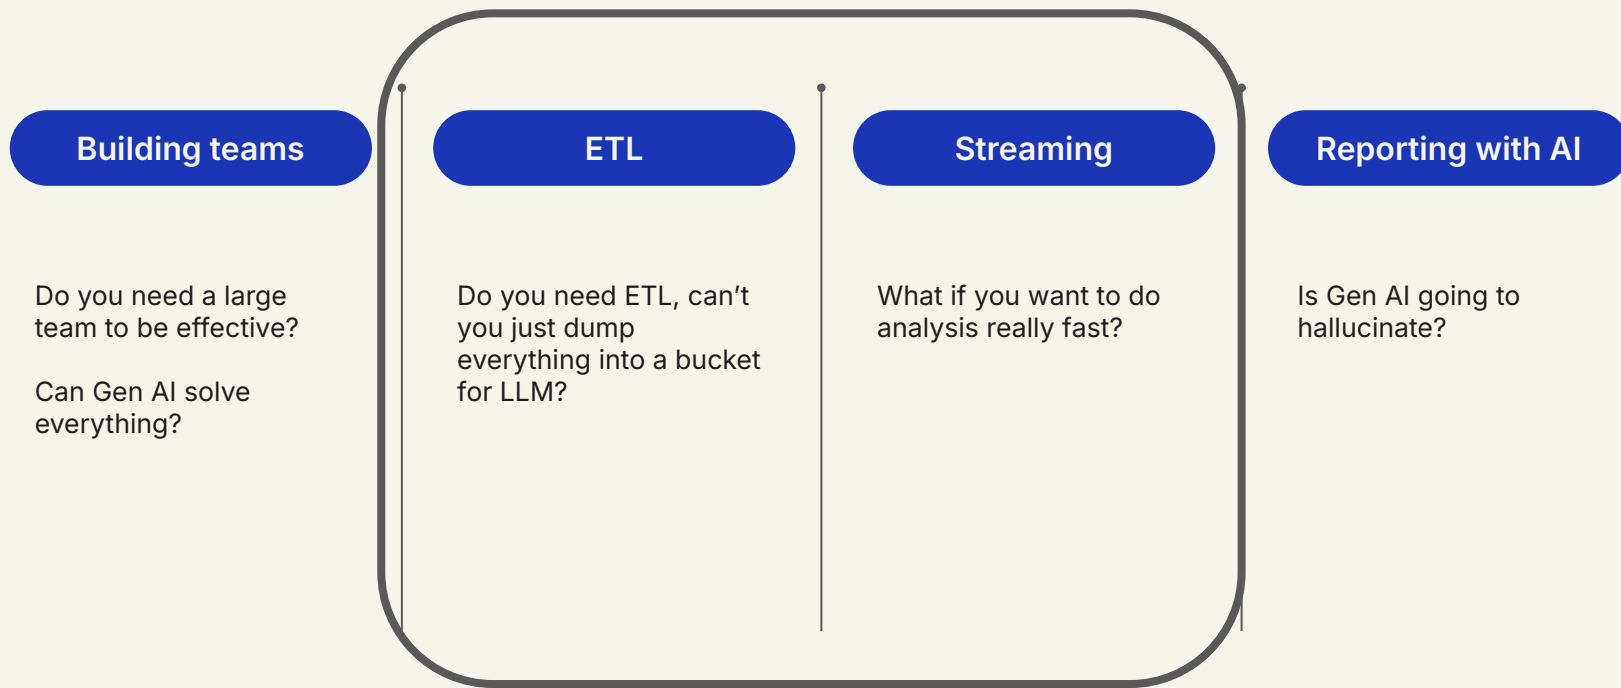 Building teams
Do you need a large
team to be effective?
Can Gen AI solve
everything?
ETL
Do you need ETL, can’t
you just dump
everything into a bucket
for LLM?
Streaming
What if you want to do
analysis really fast?
Reporting with AI
Is Gen AI going to
hallucinate?